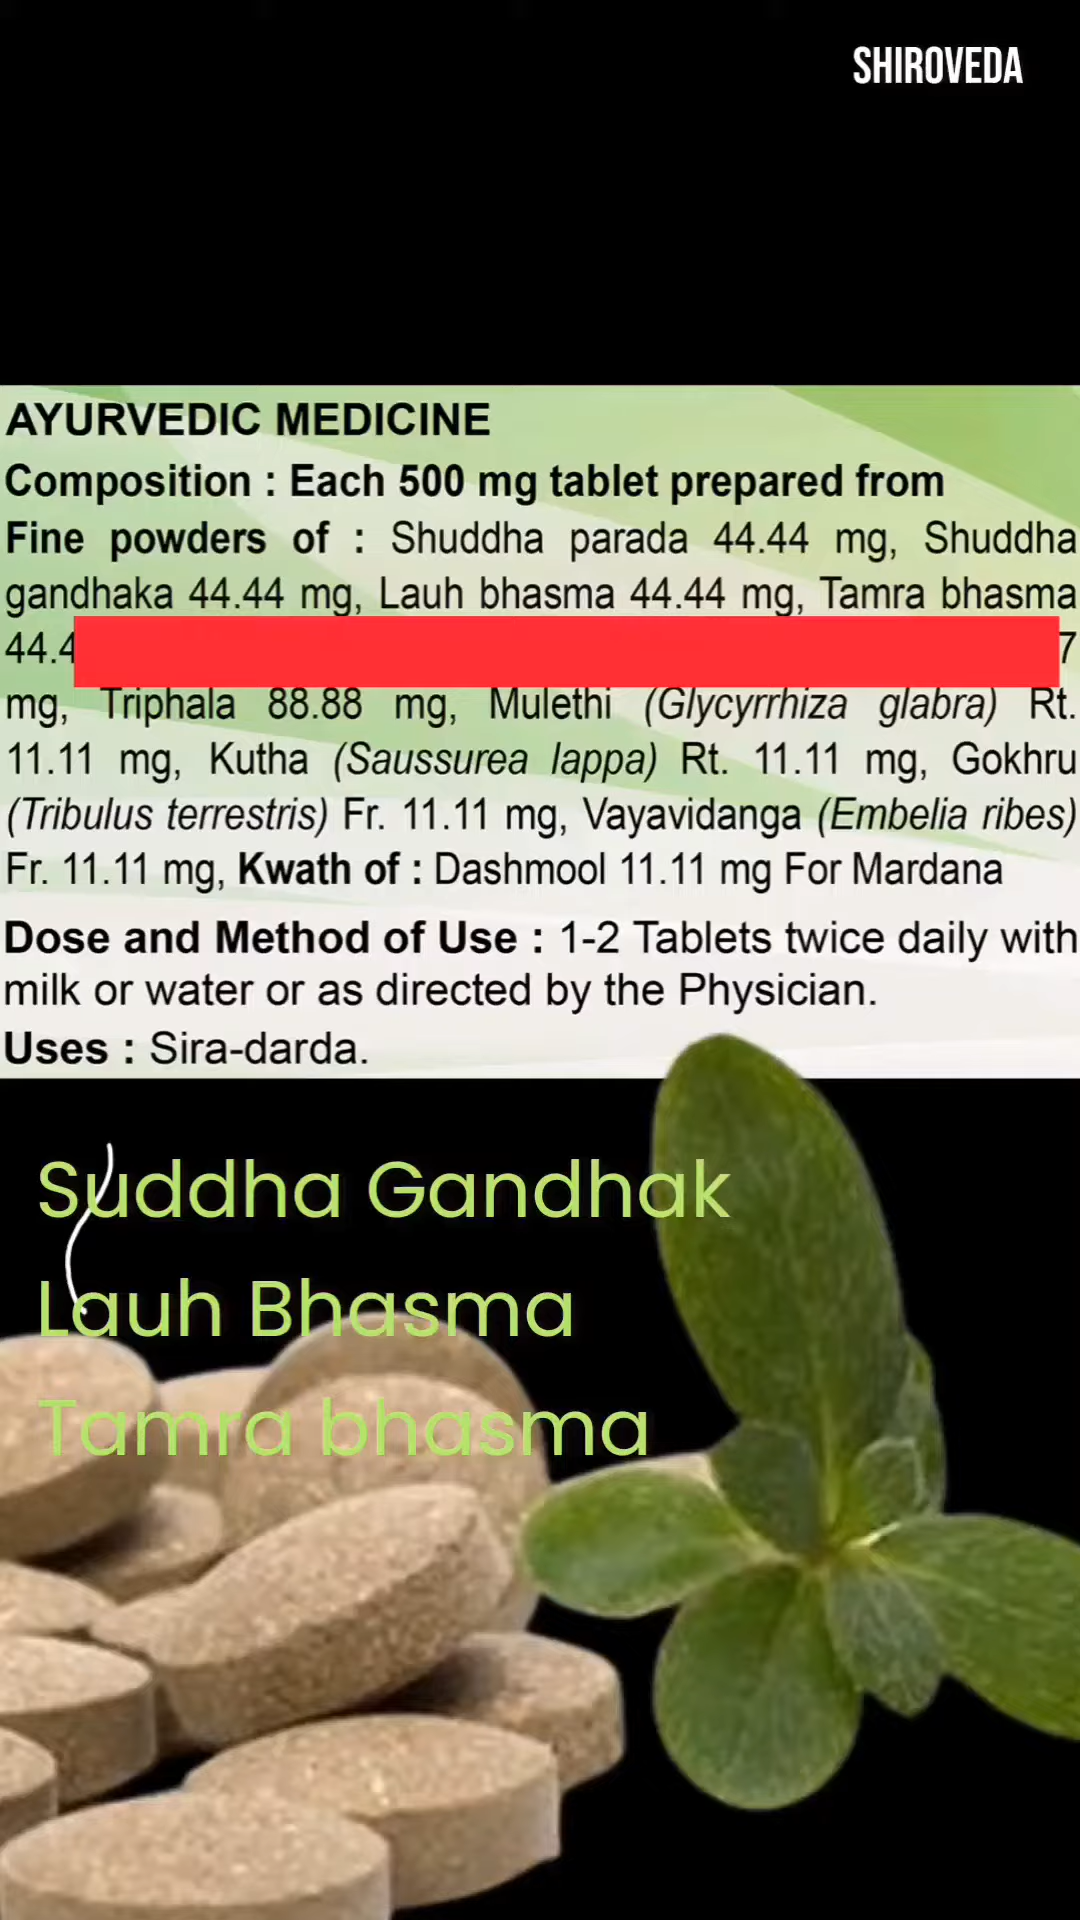 SHIROVEDA
AYURVEDIC MEDICINE
Composition : Each 500 mg tablet prepared from
Fine powders of : Shuddha parada 44.44 mg, Shuddha
gandhaka 44.44 mg, Lauh bhasma 44.44 mg, Tamra bhasma
44.4 7
mg, Triphala 88.88 mg, Mulethi (Glycyrrhiza glabra) Rt.
11.11 mg, Kutha (Saussurea lappa) Rt. 11.11 mg, Gokhru
(Tribulus terrestris) Fr. 11.11 mg, Vayavidanga (Embelia ribes)
Fr. 11.11 mg, Kwath of : Dashmool 11.11 mg For Mardana
Dose and Method of Use : 1-2 Tablets twice daily with
milk or water or as directed by the Physician.
Uses : Sira-darda.
Suddha Gandhak
Lauh Bhasma
Tamra bhasma